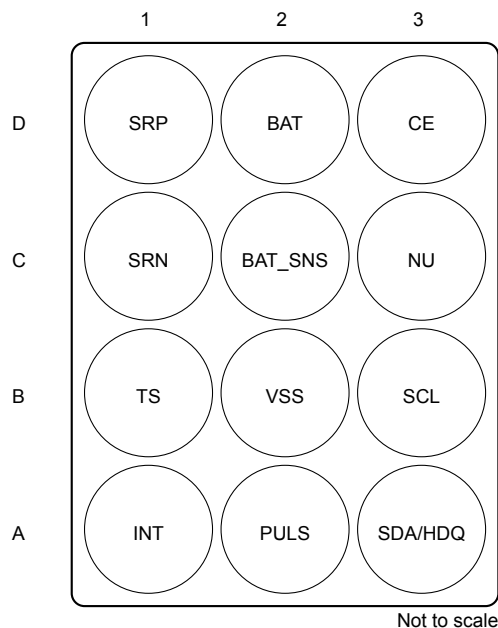 1 2 3
D SRP BAT CE
C SRN BAT_SNS NU
B TS VSS SCL
A INT PULS SDA/HDQ
Not to scale